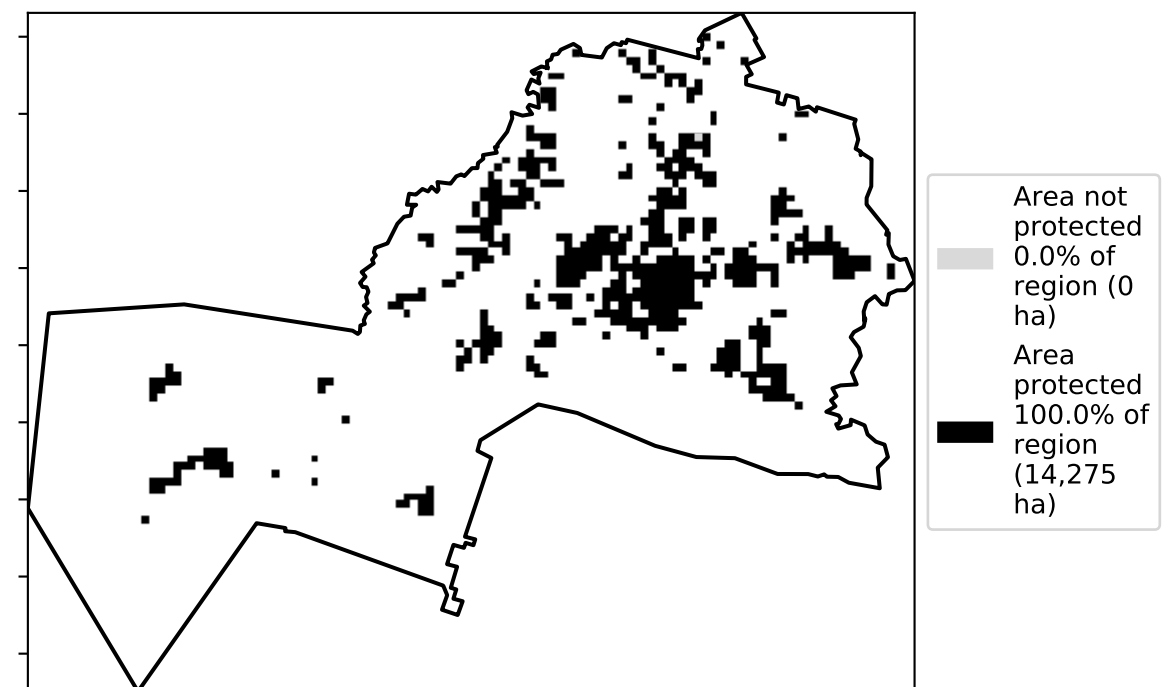 Area not
protected
0.0% of
region (0
ha)
Area
protected
100.0% of
region
(14,275
ha)